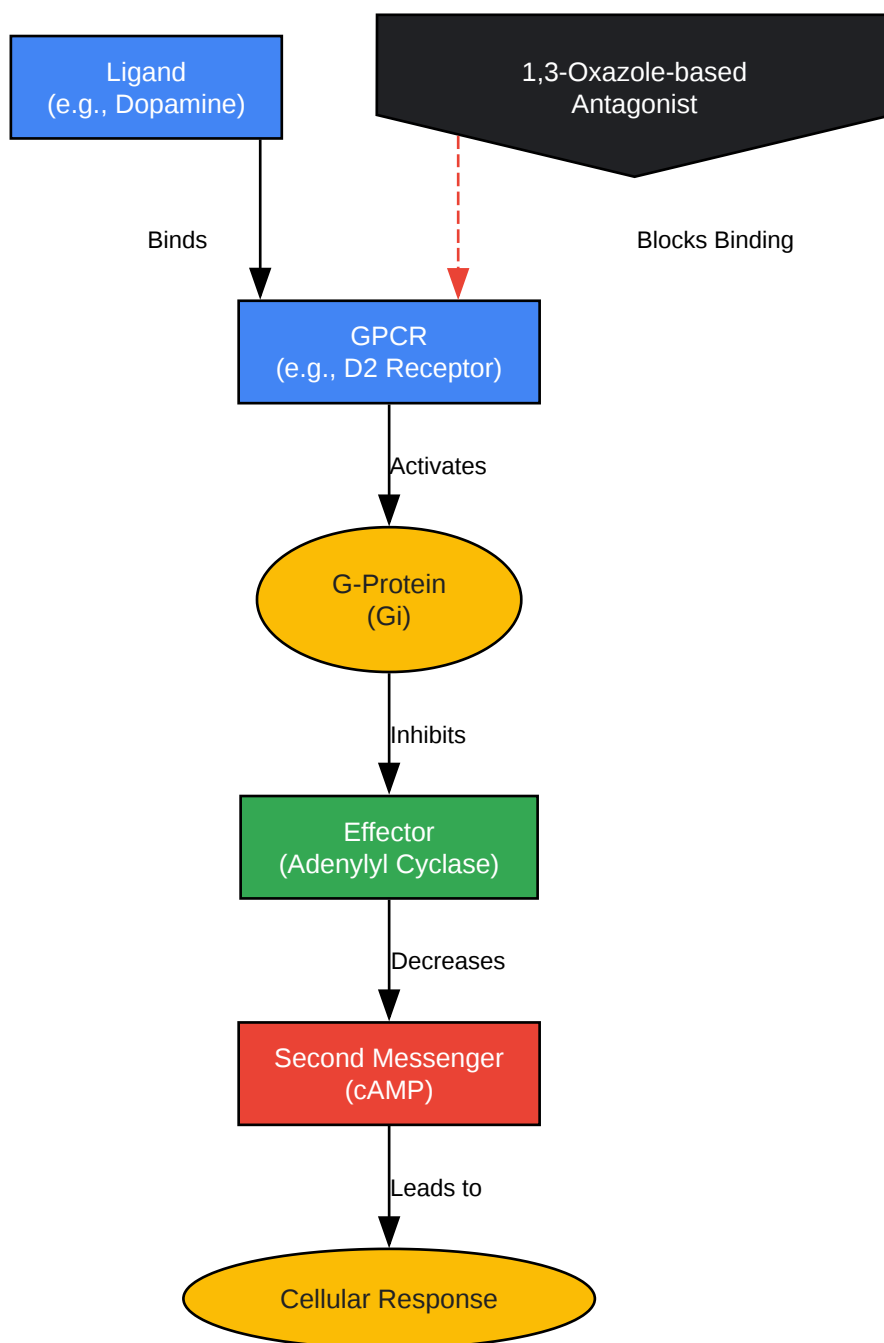 Ligand
(e.g., Dopamine)
1,3-Oxazole-based
Antagonist
Binds
Blocks Binding
GPCR
(e.g., D2 Receptor)
Activates
G-Protein
(Gi)
Inhibits
Effector
(Adenylyl Cyclase)
Decreases
Second Messenger
(cAMP)
Leads to
Cellular Response